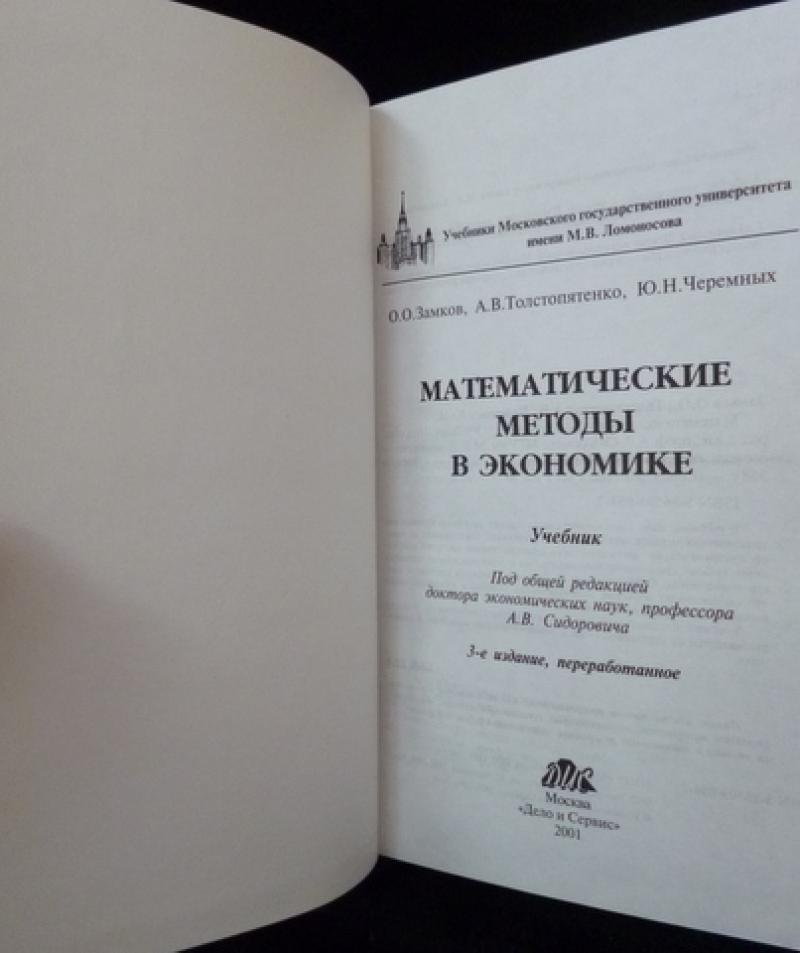 Учебники Московского государственного университета
имени М.В. Ломоносова
О.О.Замков, А.В.Толстопятенко, Ю.Н.Черемных
МАТЕМАТИЧЕСКИЕ
МЕТОДЫ
В ЭКОНОМИКЕ
Учебник
Под общей редакцией
доктора экономических наук, профессора
А.В. Сидоровича
3-е издание, переработанное
ДИС
Москва
«Дело и Сервис»
2001